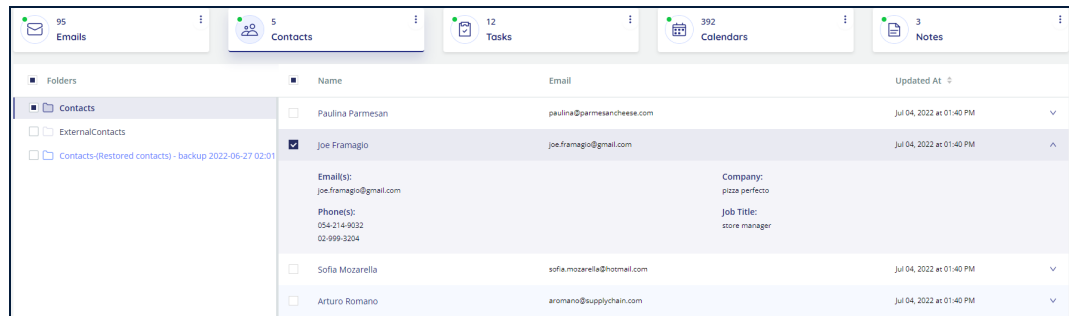 95
Emails
5
Contacts
12
Tasks
392
Calendars
3
Notes
Folders
Contacts
ExternalContacts
Contacts-(Restored contacts) - backup 2022-06-27 02:01
Name Email Updated At
Paulina Parmesan paulina@parmesancheese.com Jul 04, 2022 at 01:40 PM
Joe Framagio joe.framagio@gmail.com Jul 04, 2022 at 01:40 PM
Email(s):
joe.framagio@gmail.com
Company:
pizza perfecto
Phone(s):
054-214-9032
02-999-3204
Job Title:
store manager
Sofia Mozarella sofia.mozarella@hotmail.com Jul 04, 2022 at 01:40 PM
Arturo Romano aromano@supplychain.com Jul 04, 2022 at 01:40 PM